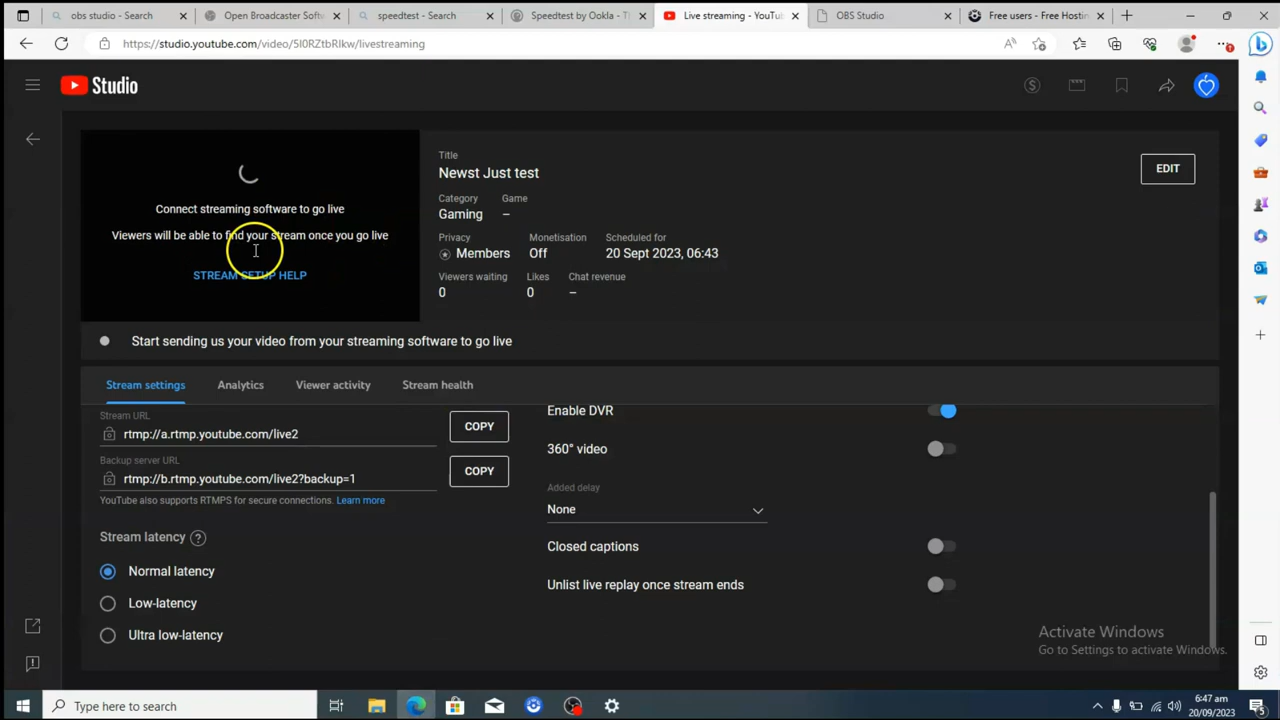 obs studio - Search
Open Broadcaster Softw
speedtest - Search
Speedtest by Ookla - Th
Live streaming - YouTu
OBS Studio
Free users - Free Hostin
https://studio.youtube.com/video/5I0RZtbRIkw/livestreaming
Studio
Connect streaming software to go live
Viewers will be able to find your stream once you go live
STREAM SETUP HELP
Title
Newst Just test
EDIT
Category
Game
Gaming
–
Privacy
Monetisation
Scheduled for
Members
Off
20 Sept 2023, 06:43
Viewers waiting
Likes
Chat revenue
0
0
–
Start sending us your video from your streaming software to go live
Stream settings
Analytics
Viewer activity
Stream health
Stream URL
rtmp://a.rtmp.youtube.com/live2
COPY
Backup server URL
rtmp://b.rtmp.youtube.com/live2?backup=1
COPY
YouTube also supports RTMPS for secure connections. Learn more
Stream latency
Normal latency
Low-latency
Ultra low-latency
Enable DVR
360° video
Added delay
None
Closed captions
Unlist live replay once stream ends
Activate Windows
Go to Settings to activate Windows.
Type here to search
6:47 am
20/09/2023
5